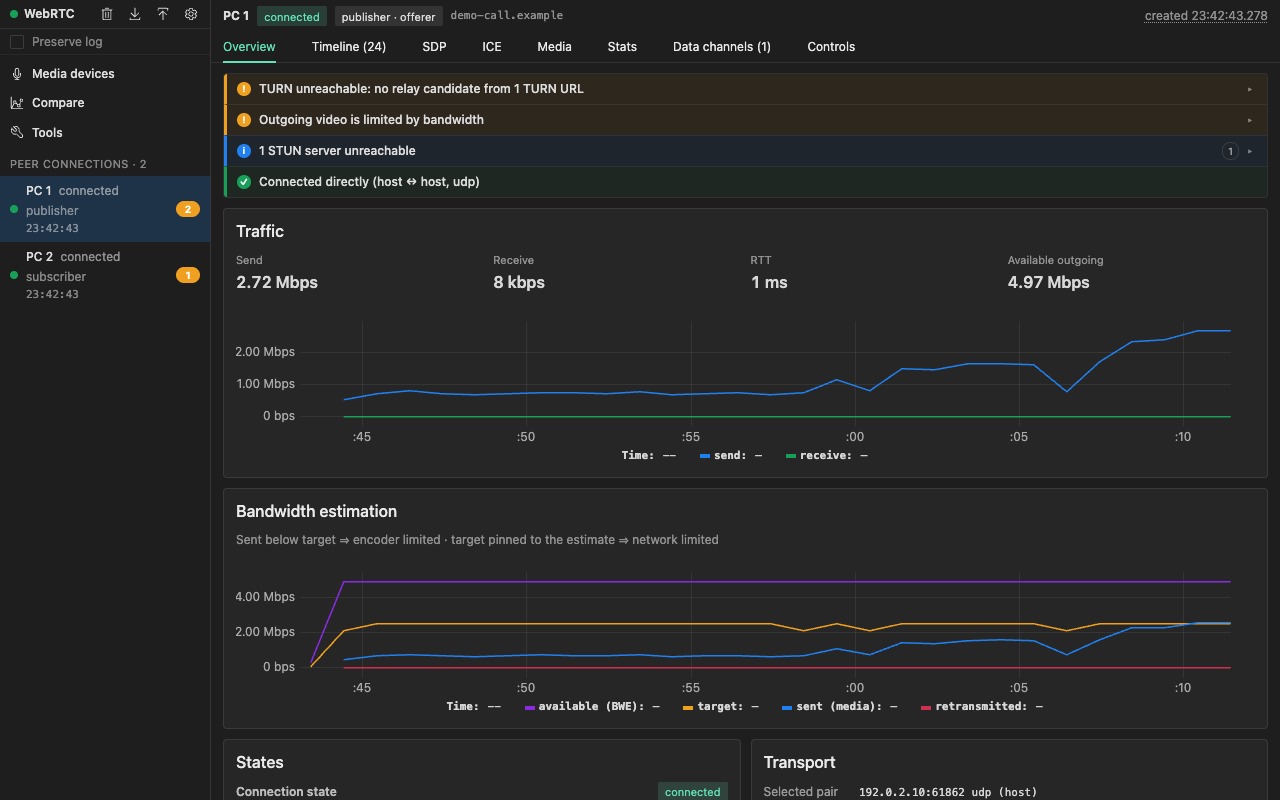 WebRTC
Preserve log
Media devices
Compare
Tools
PEER CONNECTIONS · 2
PC 1 connected
publisher
2
23:42:43
PC 2 connected
subscriber
1
23:42:43
PC 1 connected publisher · offerer demo-call.example created 23:42:43.278
Overview Timeline (24) SDP ICE Media Stats Data channels (1) Controls
TURN unreachable: no relay candidate from 1 TURN URL
Outgoing video is limited by bandwidth
1 STUN server unreachable 1
Connected directly (host ↔ host, udp)
Traffic
Send Receive RTT Available outgoing
2.72 Mbps 8 kbps 1 ms 4.97 Mbps
2.00 Mbps
1.00 Mbps
0 bps
:45 :50 :55 :00 :05 :10
Time: -- send: – receive: –
Bandwidth estimation
Sent below target ⇒ encoder limited · target pinned to the estimate ⇒ network limited
4.00 Mbps
2.00 Mbps
0 bps
:45 :50 :55 :00 :05 :10
Time: -- available (BWE): – target: – sent (media): – retransmitted: –
States
Connection state connected
Transport
Selected pair 192.0.2.10:61862 udp (host)